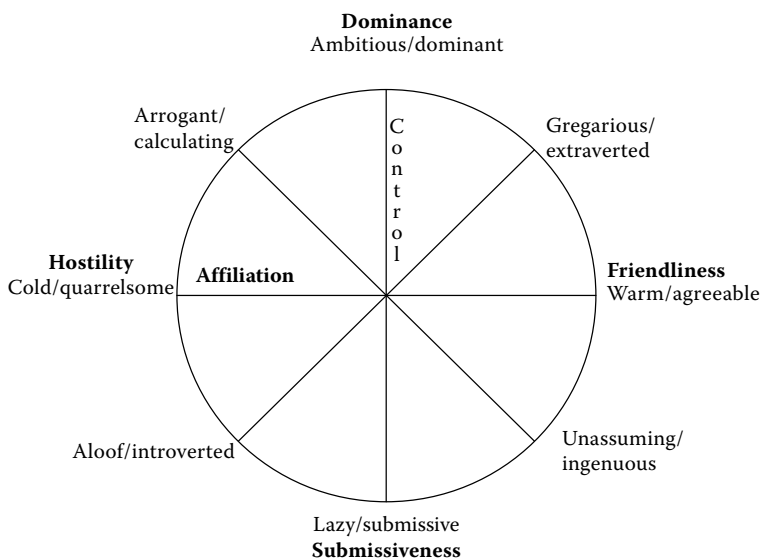 Dominance
Ambitious/dominant
Arrogant/
calculating
Control
Gregarious/
extraverted
Hostility
Cold/quarrelsome
Affiliation
Friendliness
Warm/agreeable
Aloof/introverted
Unassuming/
ingenuous
Lazy/submissive
Submissiveness